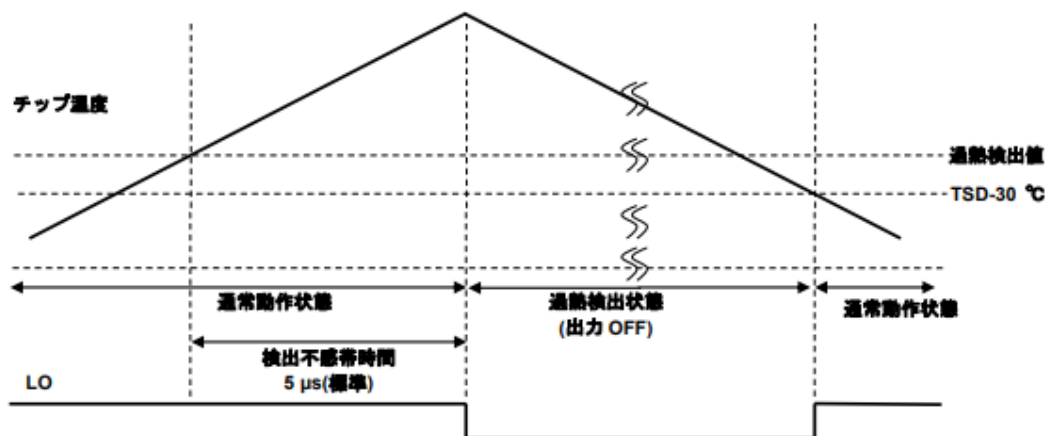 チップ温度
過熱検出値
TSD-30 ℃
通常動作状態
過熱検出状態
(出力 OFF)
通常動作状態
検出不感帯時間
5 μs(標準)
LO